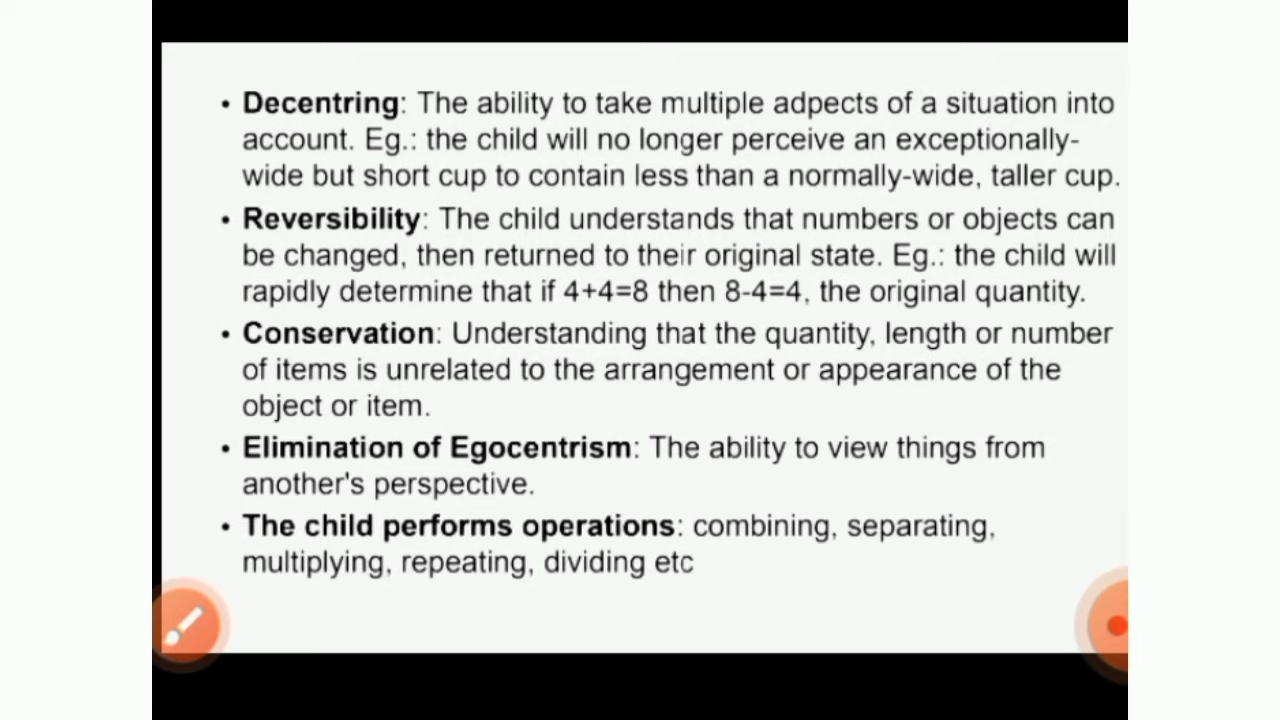 • Decentring: The ability to take multiple adpects of a situation into
account. Eg.: the child will no longer perceive an exceptionally-
wide but short cup to contain less than a normally-wide, taller cup.
• Reversibility: The child understands that numbers or objects can
be changed, then returned to their original state. Eg.: the child will
rapidly determine that if 4+4=8 then 8-4=4, the original quantity.
• Conservation: Understanding that the quantity, length or number
of items is unrelated to the arrangement or appearance of the
object or item.
• Elimination of Egocentrism: The ability to view things from
another's perspective.
• The child performs operations: combining, separating,
multiplying, repeating, dividing etc